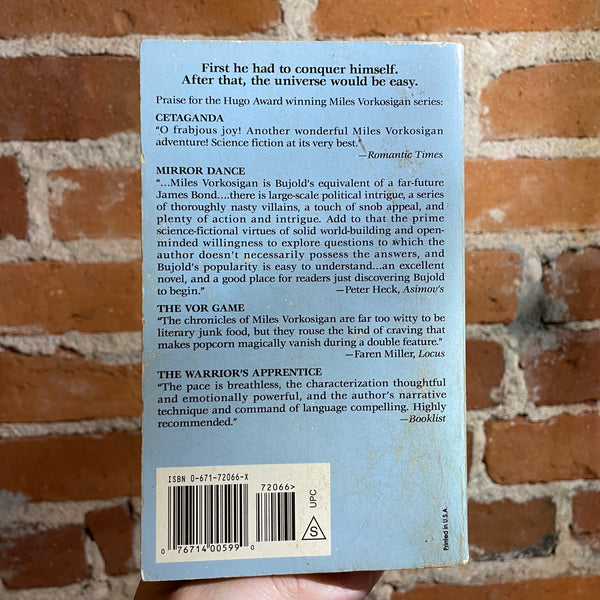 First he had to conquer himself.
After that, the universe would be easy.
Praise for the Hugo Award winning Miles Vorkosigan series:
CETAGANDA
"O frabjous joy! Another wonderful Miles Vorkosigan
adventure! Science fiction at its very best."
—Romantic Times
MIRROR DANCE
"...Miles Vorkosigan is Bujold's equivalent of a far-future
James Bond....there is large-scale political intrigue, a series
of thoroughly nasty villains, a touch of snob appeal, and
plenty of action and intrigue. Add to that the prime
science-fictional virtues of solid world-building and open-
minded willingness to explore questions to which the
author doesn't necessarily possess the answers, and
Bujold's popularity is easy to understand...an excellent
novel, and a good place for readers just discovering Bujold
to begin." —Peter Heck, Asimov's
THE VOR GAME
"The chronicles of Miles Vorkosigan are far too witty to be
literary junk food, but they rouse the kind of craving that
makes popcorn magically vanish during a double feature."
—Faren Miller, Locus
THE WARRIOR'S APPRENTICE
"The pace is breathless, the characterization thoughtful
and emotionally powerful, and the author's narrative
technique and command of language compelling. Highly
recommended." —Booklist
ISBN 0-671-72066-X
72066>
UPC
S
0 76714 00599 0
Printed in U.S.A.